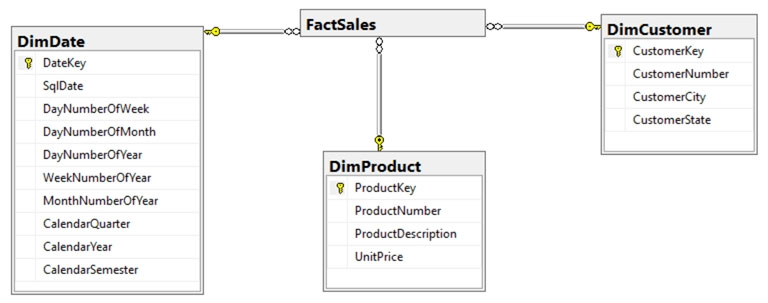 DimDate
DateKey
SqlDate
DayNumberOfWeek
DayNumberOfMonth
DayNumberOfYear
WeekNumberOfYear
MonthNumberOfYear
CalendarQuarter
CalendarYear
CalendarSemester
FactSales
DimProduct
ProductKey
ProductNumber
ProductDescription
UnitPrice
DimCustomer
CustomerKey
CustomerNumber
CustomerCity
CustomerState